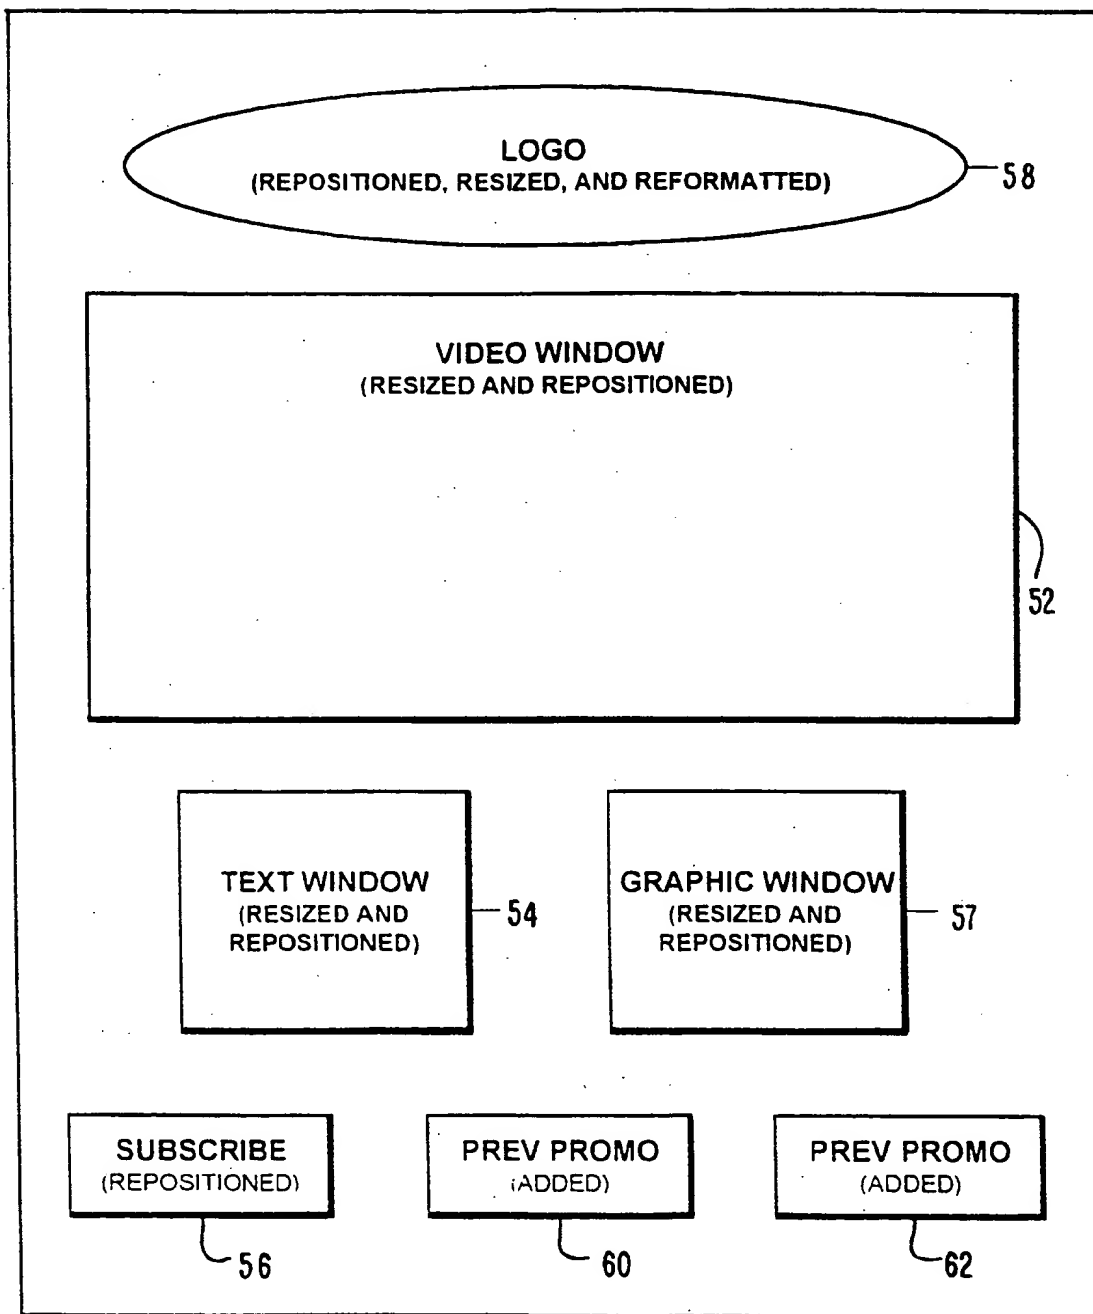 LOGO
(REPOSITIONED, RESIZED, AND REFORMATTED)
58
VIDEO WINDOW
(RESIZED AND REPOSITIONED)
52
TEXT WINDOW
(RESIZED AND
REPOSITIONED)
54
GRAPHIC WINDOW
(RESIZED AND
REPOSITIONED)
57
SUBSCRIBE
(REPOSITIONED)
56
PREV PROMO
(ADDED)
60
PREV PROMO
(ADDED)
62